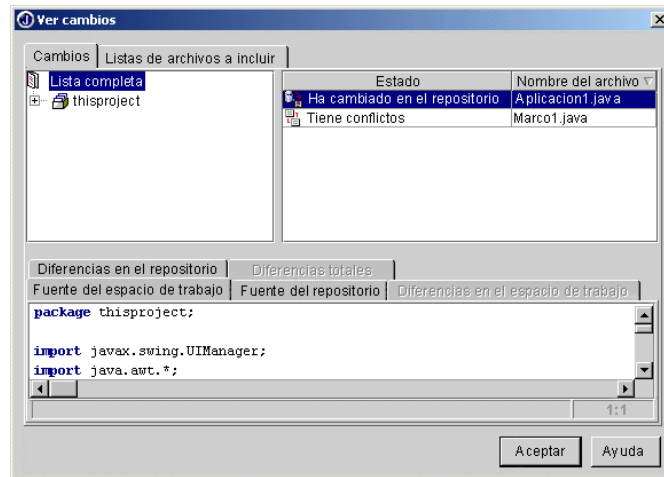 Ver cambios
Cambios
Listas de archivos a incluir
Lista completa
thisproject
Estado
Nombre del archivo
Ha cambiado en el repositorio
Aplicacion1.java
Tiene conflictos
Marco1.java
Diferencias en el repositorio
Diferencias totales
Fuente del espacio de trabajo
Fuente del repositorio
Diferencias en el espacio de trabajo
package thisproject;
import javax.swing.UIManager;
import java.awt.*;
1:1
Aceptar
Ayuda